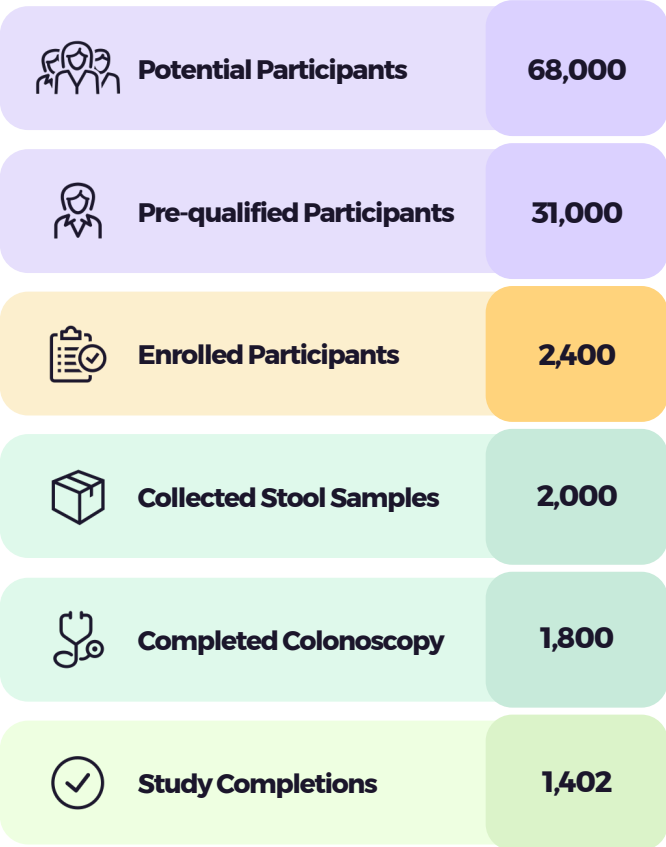 Potential Participants 68,000
Pre-qualified Participants 31,000
Enrolled Participants 2,400
Collected Stool Samples 2,000
Completed Colonoscopy 1,800
Study Completions 1,402